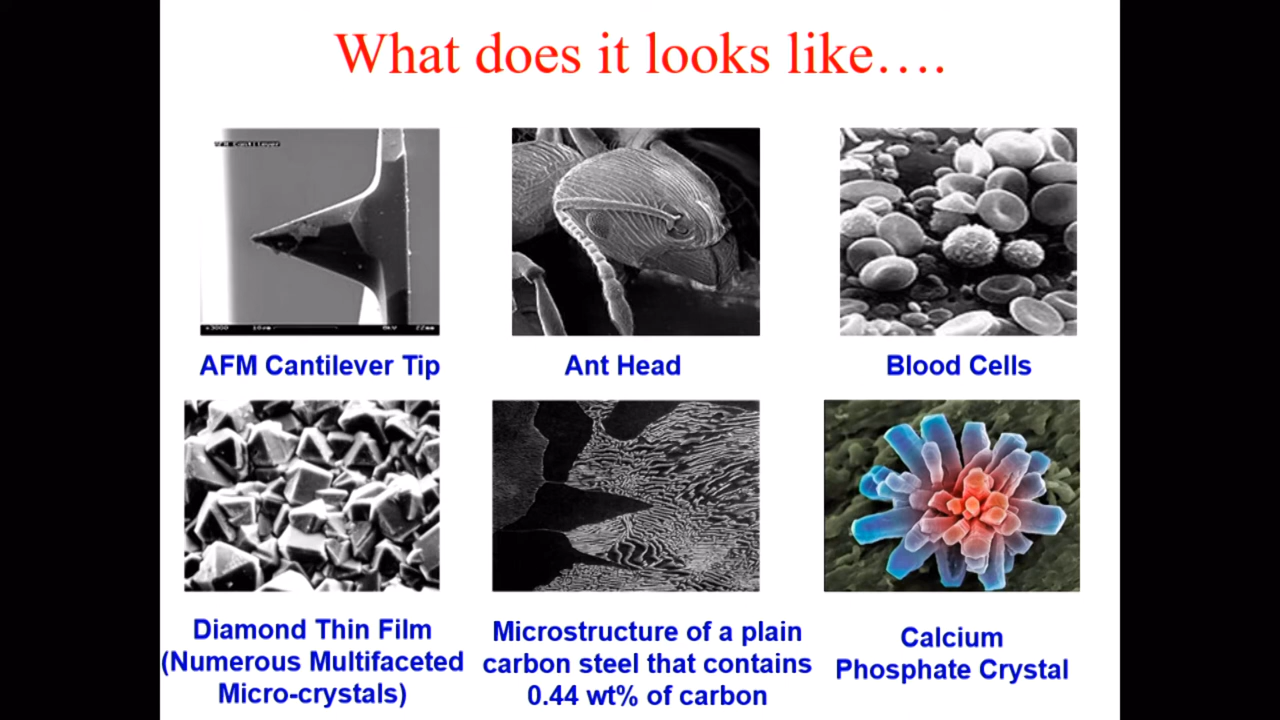 What does it looks like….
AFM Cantilever Tip
Ant Head
Blood Cells
Diamond Thin Film
(Numerous Multifaceted
Micro-crystals)
Microstructure of a plain
carbon steel that contains
0.44 wt% of carbon
Calcium
Phosphate Crystal